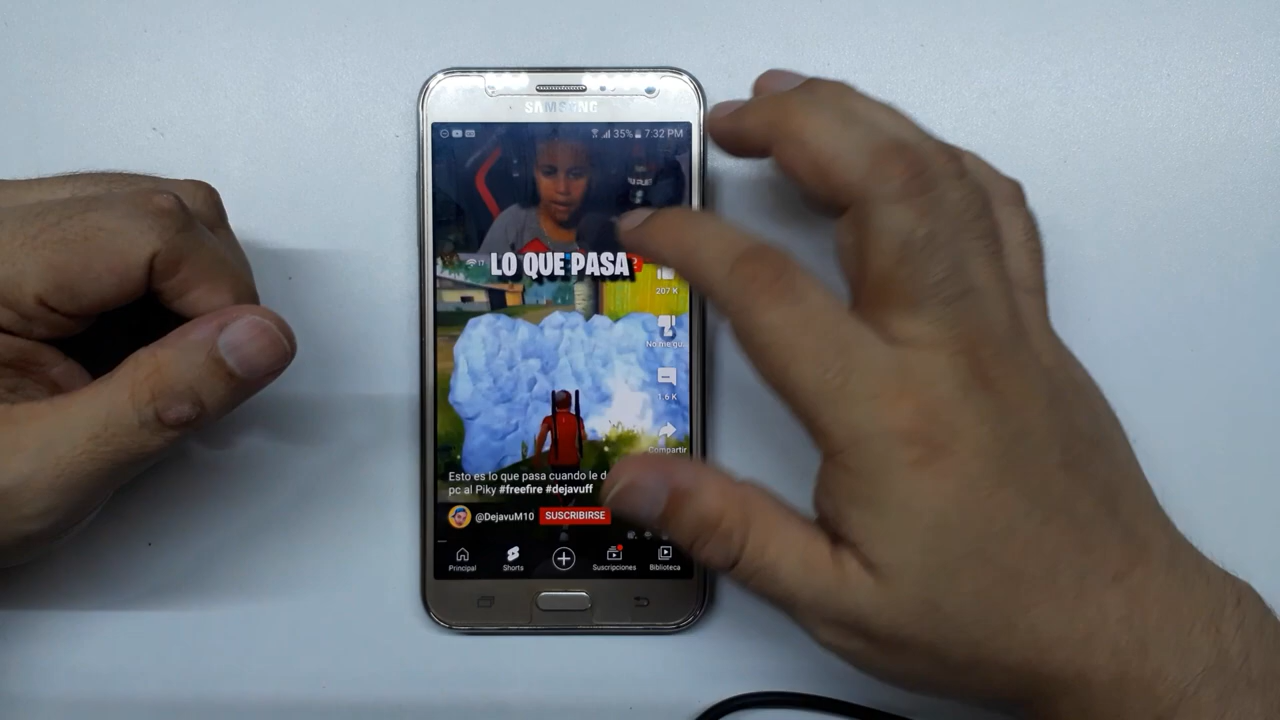 SAMSUNG
35% 7:32 PM
LO QUE PASA
207 K
No me gu
1.6 K
Compartir
Esto es lo que pasa cuando le d
pc al Piky #freefire #dejavuff
@DejavuM10 SUSCRIBIRSE
Principal Shorts Suscripciones Biblioteca